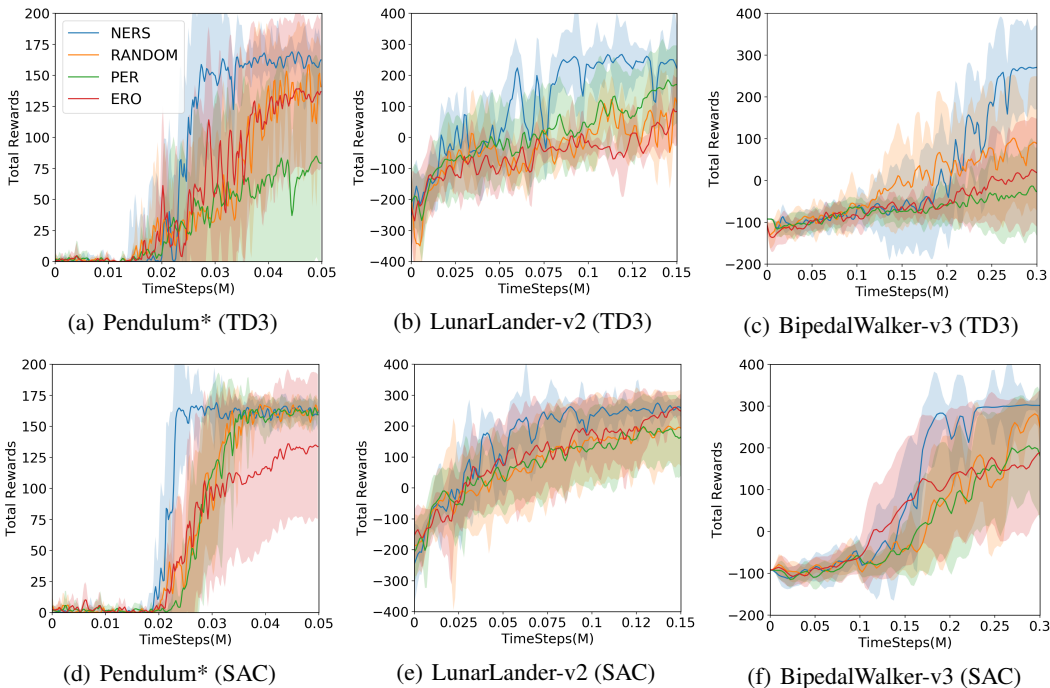 200
175
150
125
100
75
50
25
0
Total Rewards
NERS
RANDOM
PER
ERO
0 0.01 0.02 0.03 0.04 0.05
TimeSteps(M)
(a) Pendulum* (TD3)
400
300
200
100
0
−100
−200
−300
−400
Total Rewards
0 0.025 0.05 0.075 0.1 0.125 0.15
TimeSteps(M)
(b) LunarLander-v2 (TD3)
400
300
200
100
0
−100
−200
Total Rewards
0 0.05 0.1 0.15 0.2 0.25 0.3
TimeSteps(M)
(c) BipedalWalker-v3 (TD3)
200
175
150
125
100
75
50
25
0
Total Rewards
0 0.01 0.02 0.03 0.04 0.05
TimeSteps(M)
(d) Pendulum* (SAC)
400
300
200
100
0
−100
−200
−300
−400
Total Rewards
0 0.025 0.05 0.075 0.1 0.125 0.15
TimeSteps(M)
(e) LunarLander-v2 (SAC)
400
300
200
100
0
−100
−200
Total Rewards
0 0.05 0.1 0.15 0.2 0.25 0.3
TimeSteps(M)
(f) BipedalWalker-v3 (SAC)